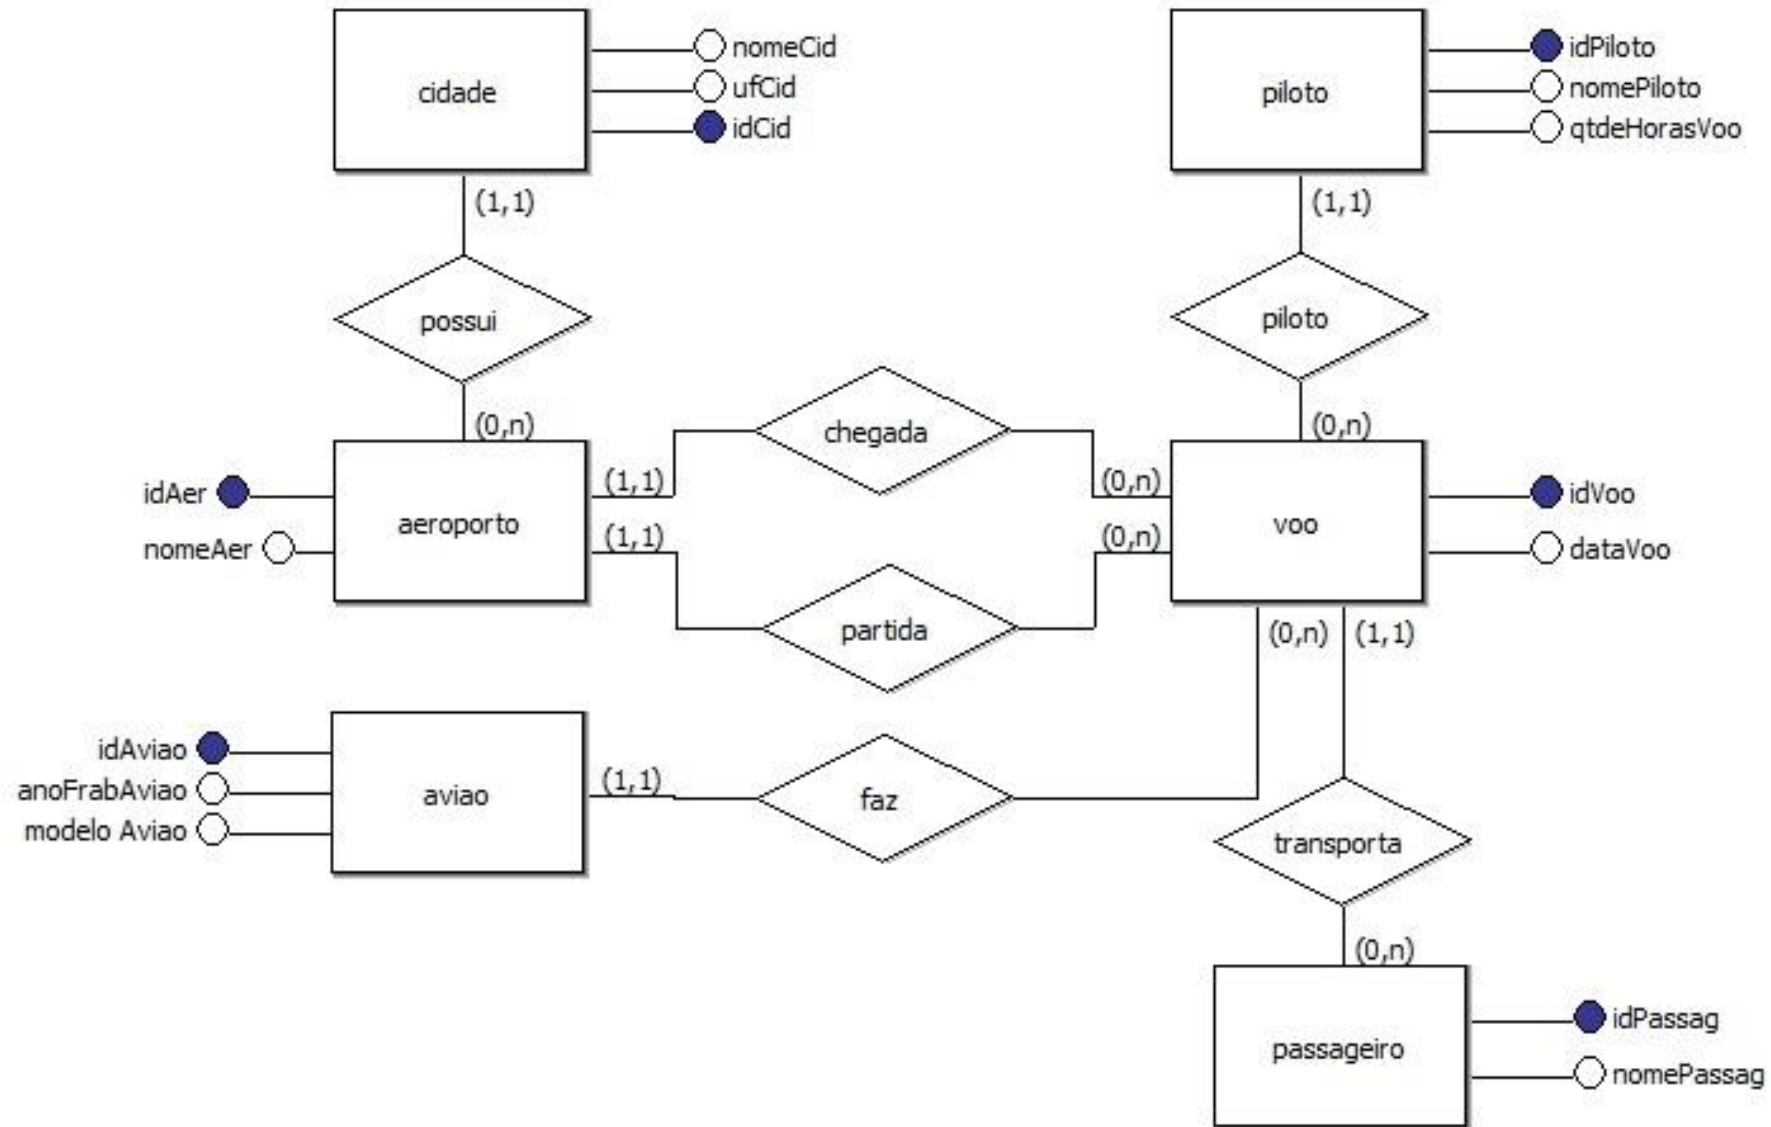 nomeCid
ufCid
cidade
idCid
(1,1)
possui
(0,n)
idPiloto
nomePiloto
piloto
qtdeHorasVoo
(1,1)
piloto
(0,n)
chegada
idAer
nomeAer
aeroporto
(1,1)
(1,1)
(0,n)
(0,n)
voo
idVoo
dataVoo
partida
(0,n)
(1,1)
idAviao
anoFrabAviao
modelo Aviao
aviao
(1,1)
faz
transporta
(0,n)
passageiro
idPassag
nomePassag